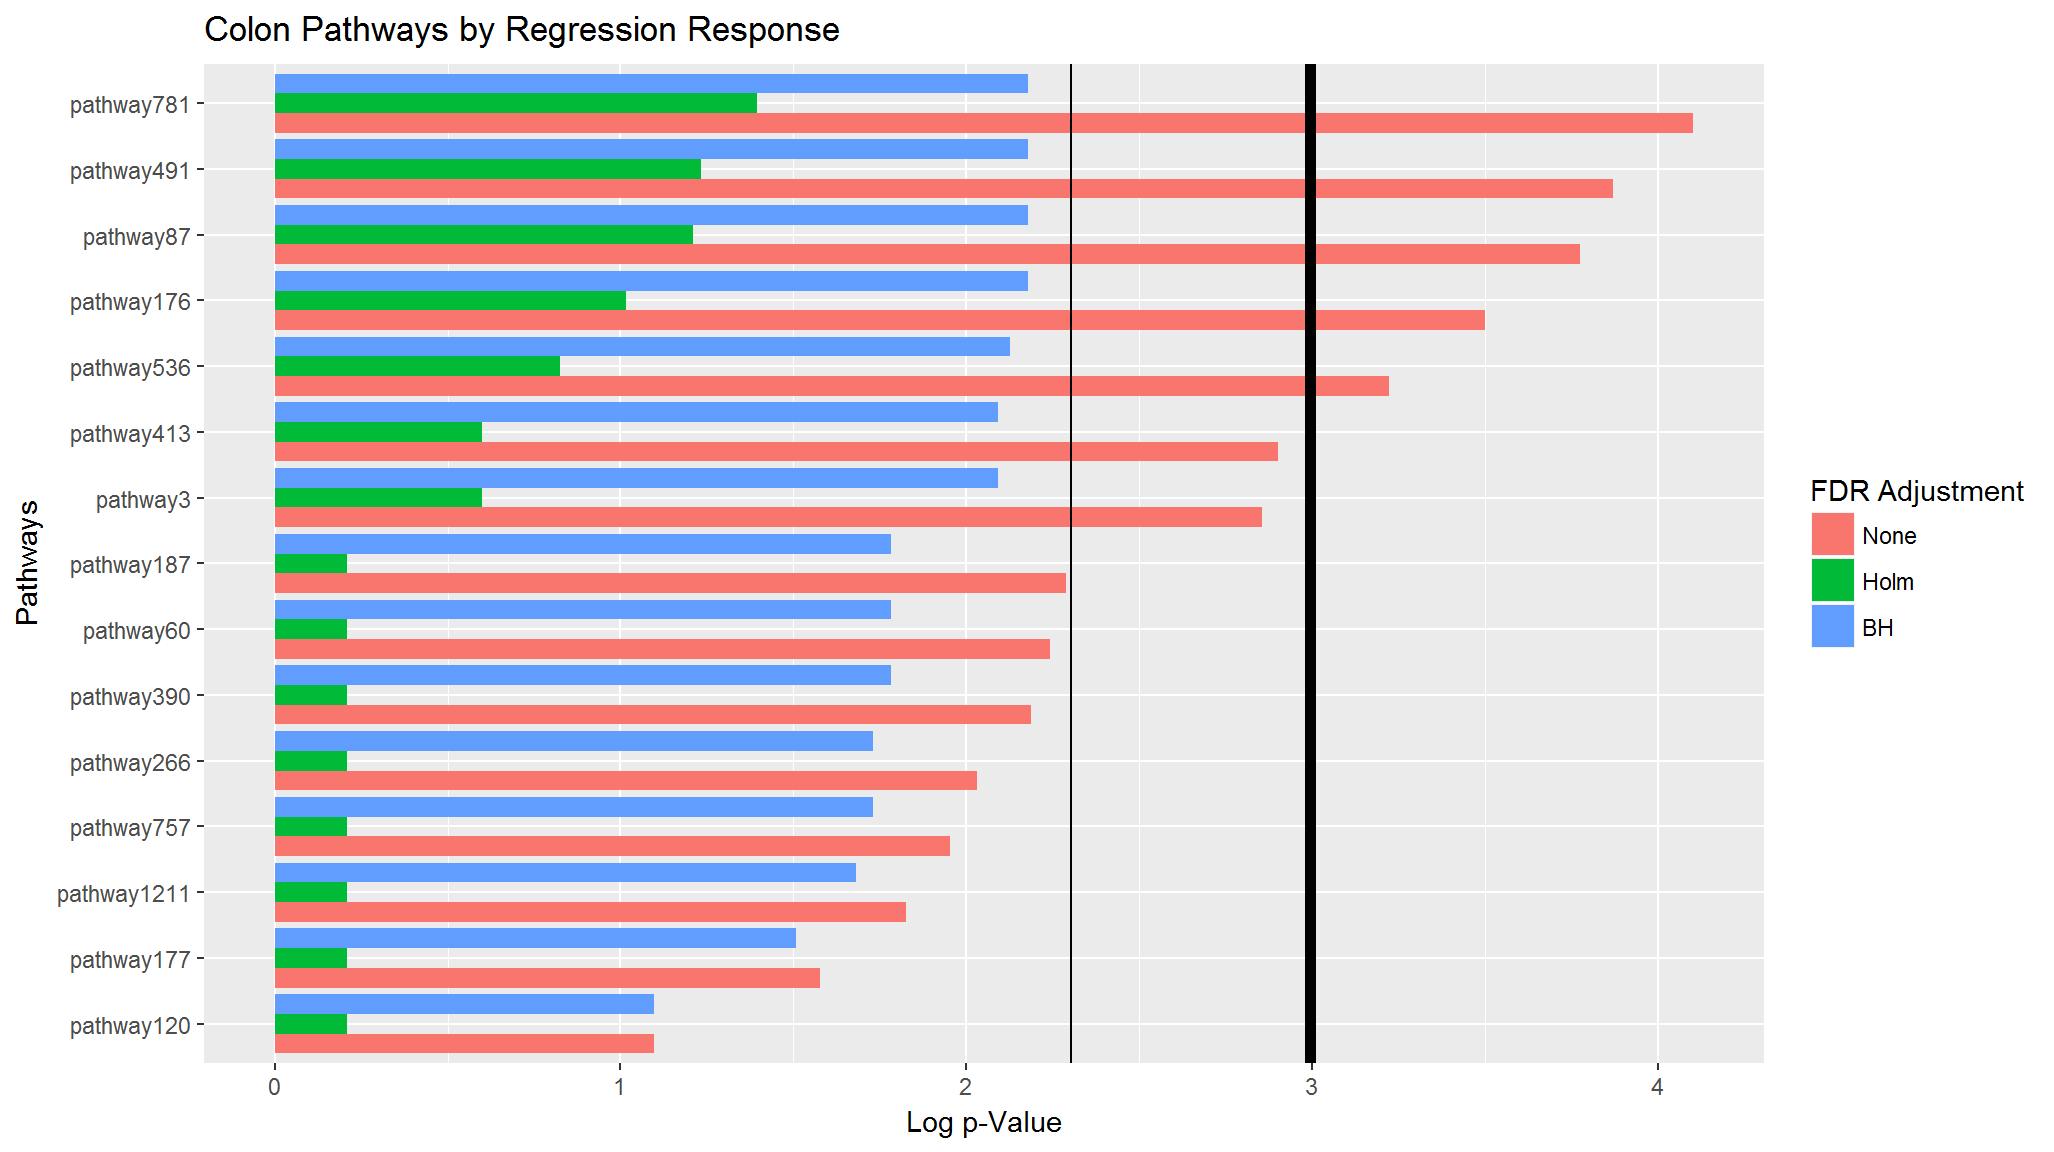 Colon Pathways by Regression Response
Pathways
pathway781
pathway491
pathway87
pathway176
pathway536
pathway413
pathway3
pathway187
pathway60
pathway390
pathway266
pathway757
pathway1211
pathway177
pathway120
0 1 2 3 4
Log p-Value
FDR Adjustment
None
Holm
BH